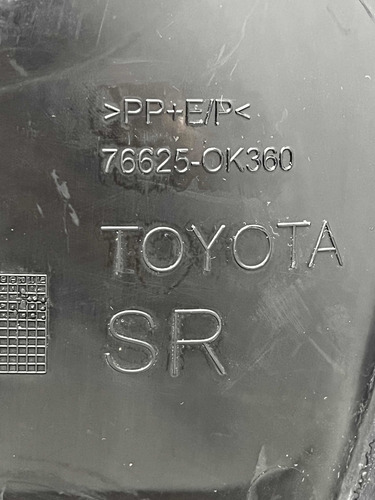 >PP+E/P<
76625-0K360
TOYOTA
SR